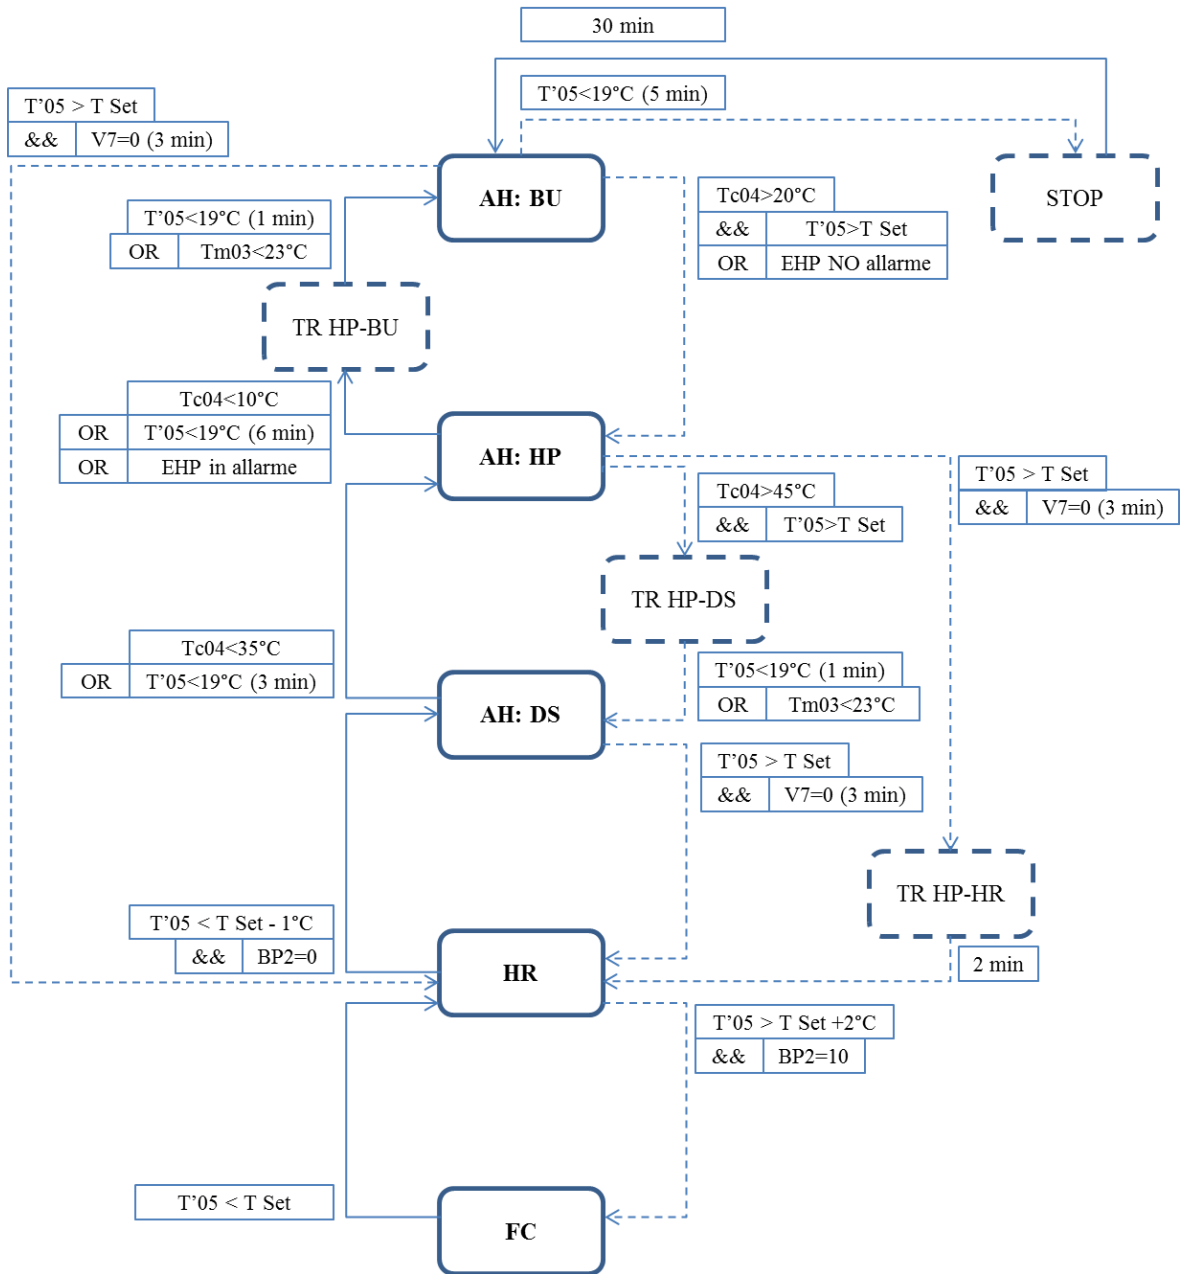 30 min
T’05<19°C (5 min)
T’05 > T Set
&& V7=0 (3 min)
AH: BU
STOP
Tc04>20°C
&& T’05>T Set
OR EHP NO allarme
T’05<19°C (1 min)
OR Tm03<23°C
TR HP-BU
Tc04<10°C
OR T’05<19°C (6 min)
OR EHP in allarme
AH: HP
T’05 > T Set
&& V7=0 (3 min)
Tc04>45°C
&& T’05>T Set
TR HP-DS
Tc04<35°C
OR T’05<19°C (3 min)
T’05<19°C (1 min)
OR Tm03<23°C
AH: DS
T’05 > T Set
&& V7=0 (3 min)
TR HP-HR
T’05 < T Set - 1°C
&& BP2=0
HR
2 min
T’05 > T Set +2°C
&& BP2=10
T’05 < T Set
FC